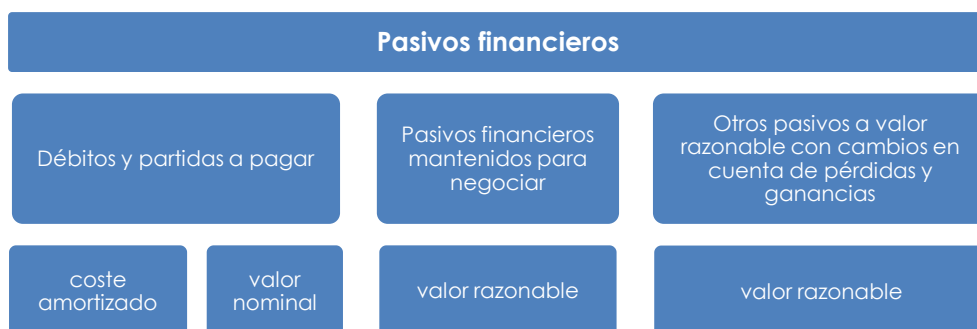 Pasivos financieros
Débitos y partidas a pagar
Pasivos financieros
mantenidos para
negociar
Otros pasivos a valor
razonable con cambios en
cuenta de pérdidas y
ganancias
coste
amortizado
valor
nominal
valor razonable
valor razonable